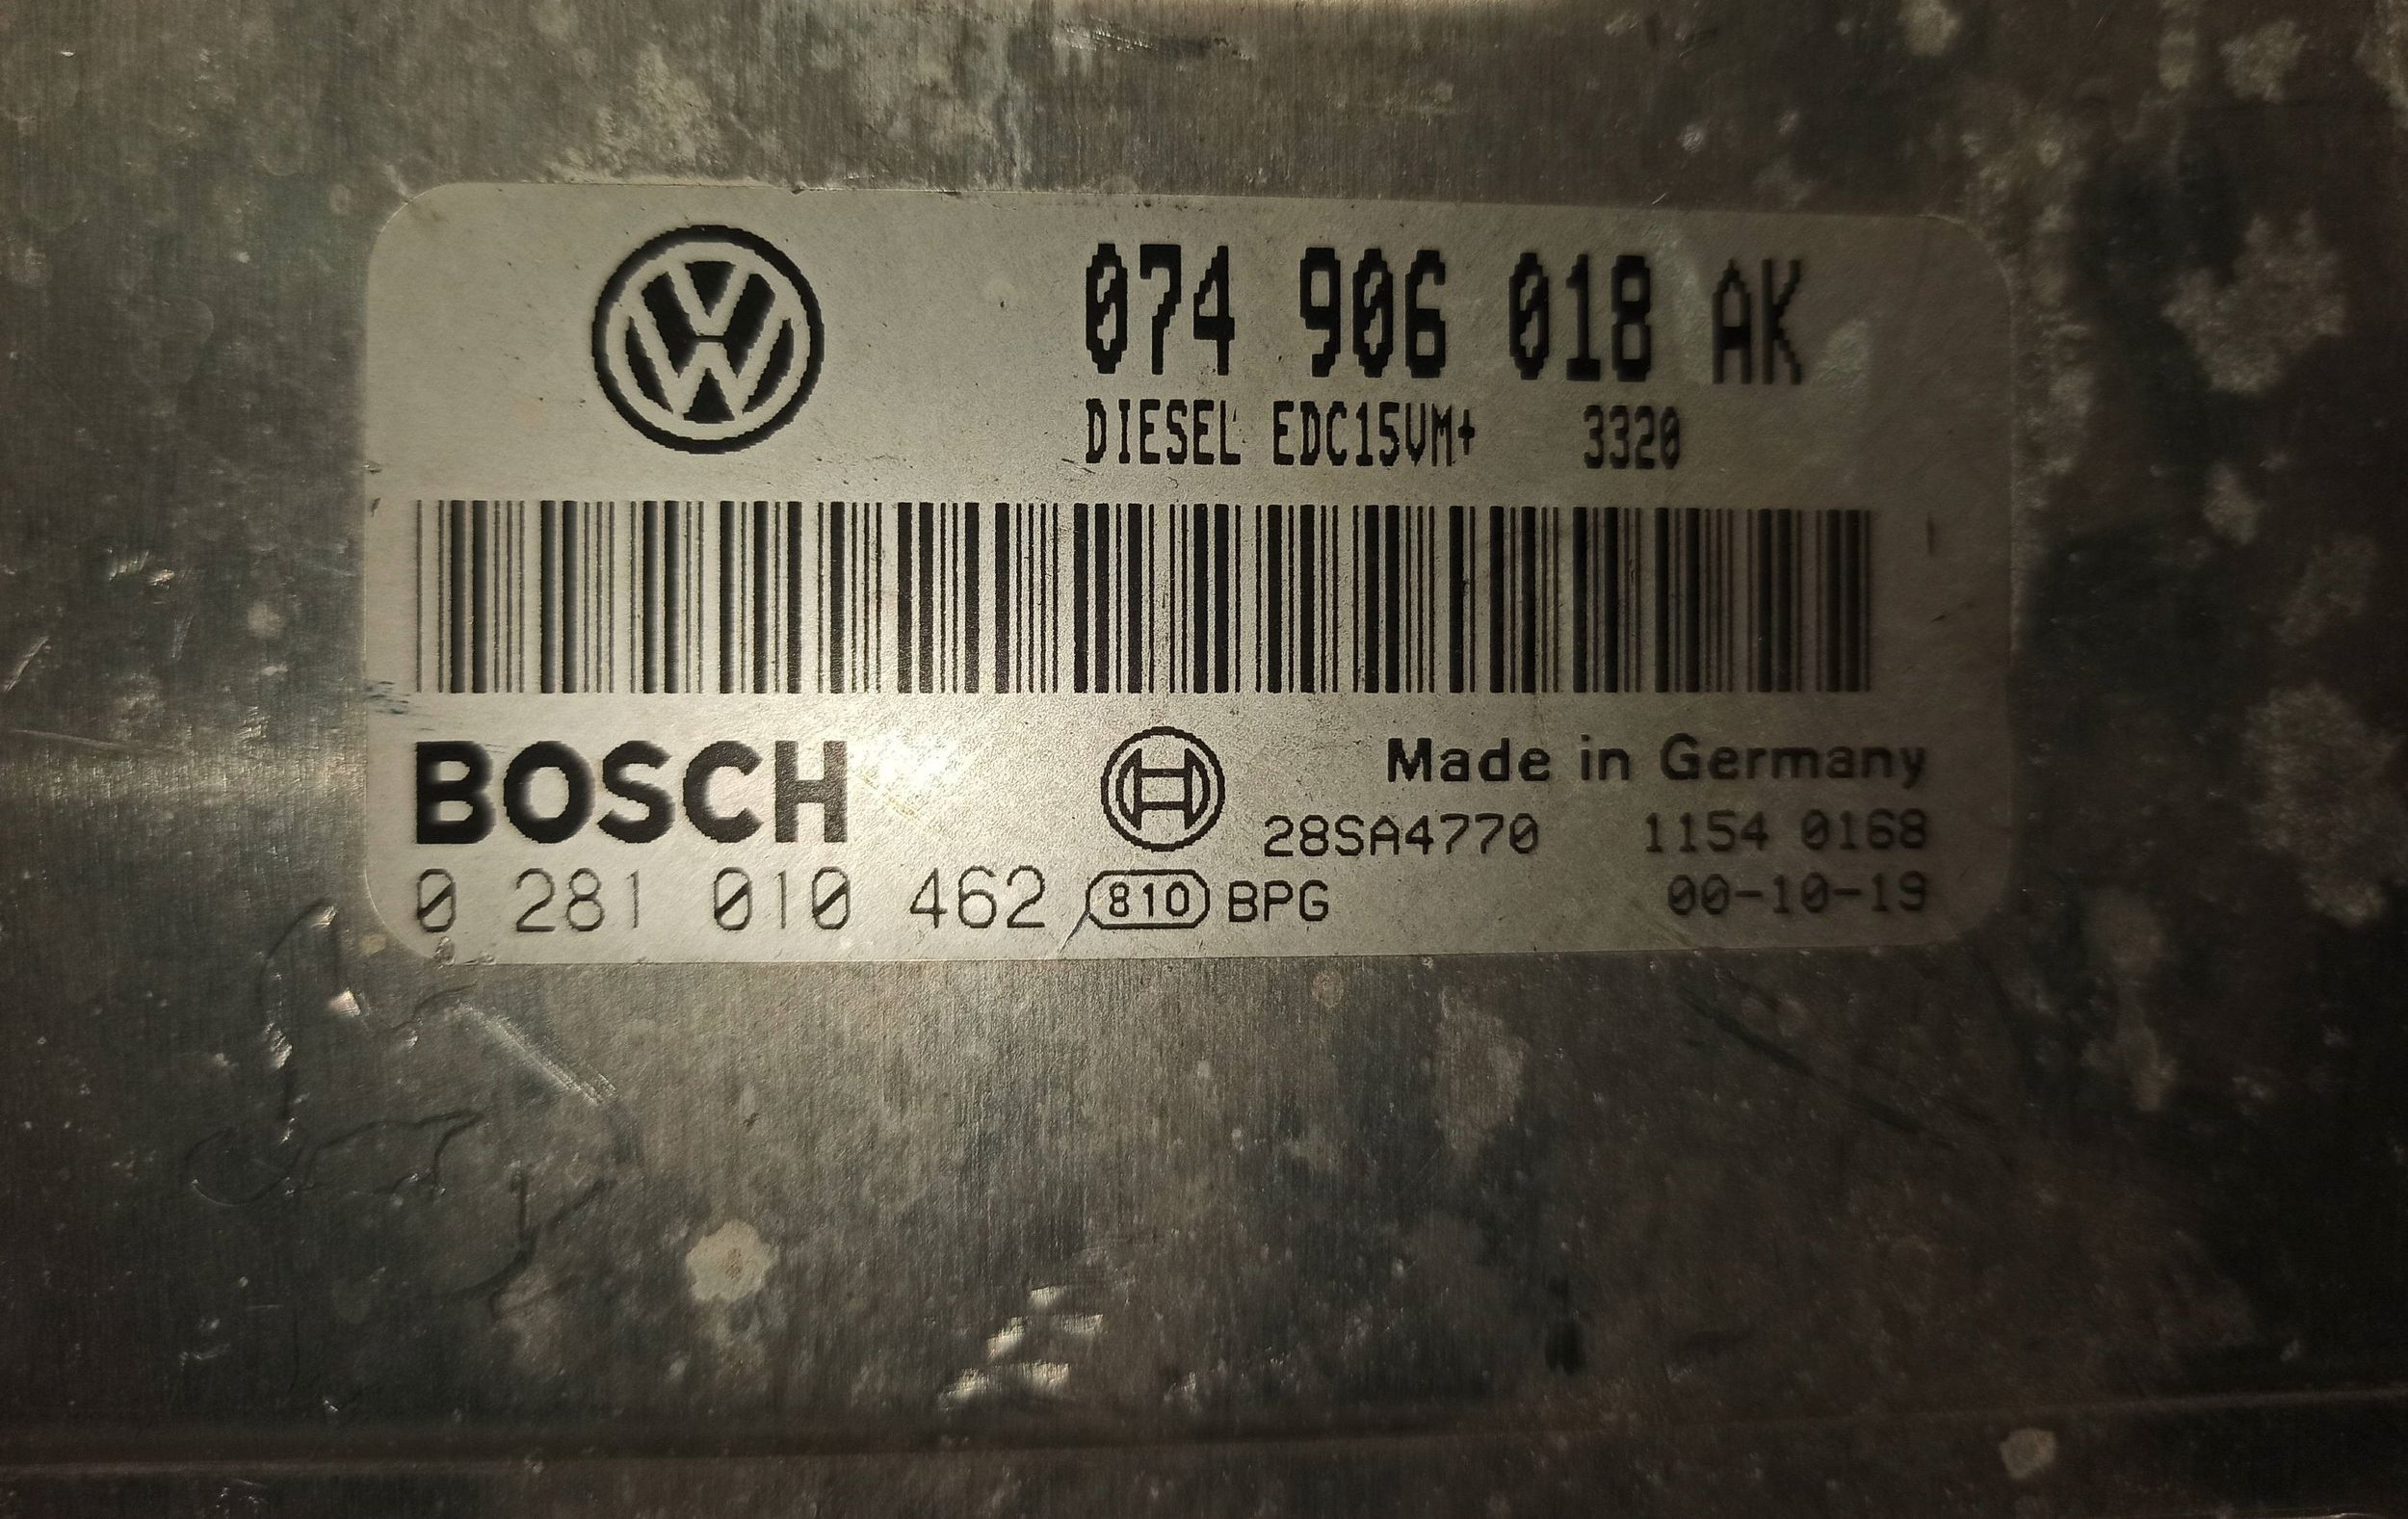 074 906 018 AK
DIESEL EDC15VM+ 3320
BOSCH
Made in Germany
28SA4770 1154 0168
0 281 010 462 810 BPG 00-10-19